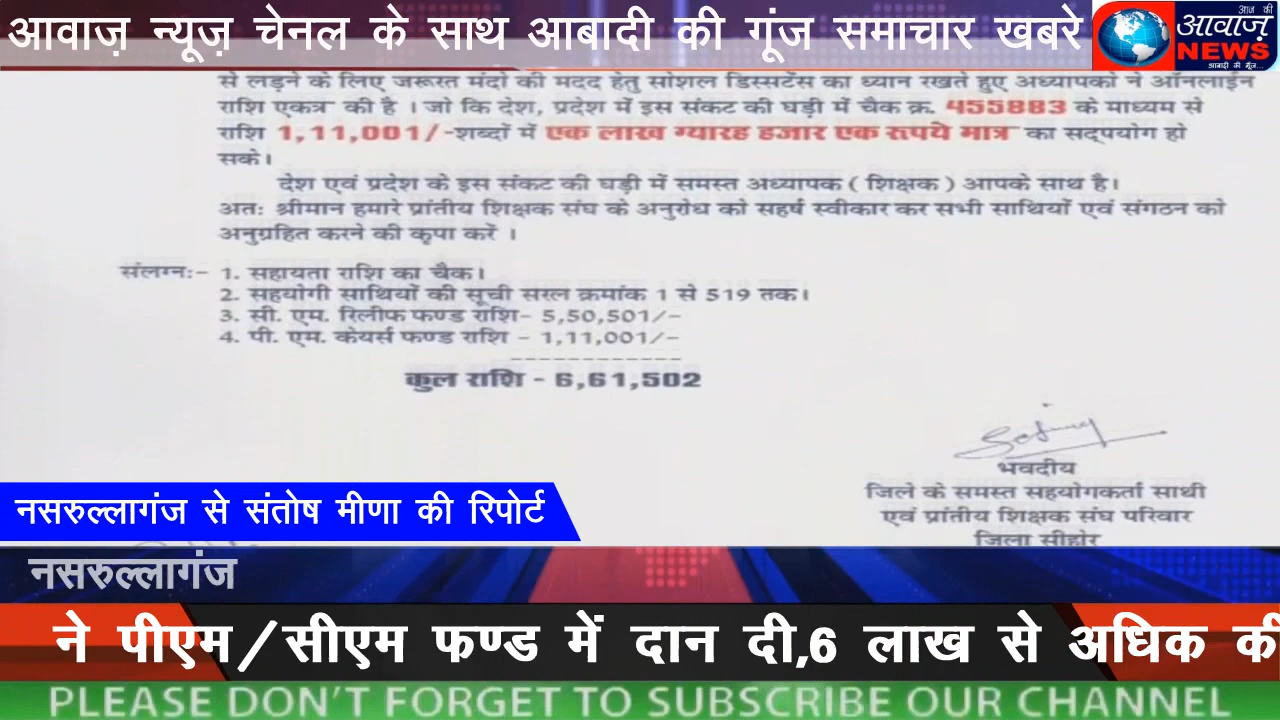 आवाज़ न्यूज़ चेनल के साथ आबादी की गूंज समाचार खबरे
आज की
आवाज़
NEWS
आबादी की गूँज...
से लड़ने के लिए जरूरत मंदों की मदद हेतु सोशल डिस्सटेंस का ध्यान रखते हुए अध्यापकों ने ऑनलाईन
राशि एकत्र की है । जो कि देश, प्रदेश में इस संकट की घड़ी में चैक क्र. 455883 के माध्यम से
राशि 1,11,001/-शब्दों में एक लाख ग्यारह हजार एक रूपये मात्र का सद्पयोग हो
सके।
देश एवं प्रदेश के इस संकट की घड़ी में समस्त अध्यापक ( शिक्षक ) आपके साथ है।
अतः श्रीमान हमारे प्रांतीय शिक्षक संघ के अनुरोध को सहर्ष स्वीकार कर सभी साथियों एवं संगठन को
अनुग्रहित करने की कृपा करें ।
संलग्न:- 1. सहायता राशि का चैक।
2. सहयोगी साथियों की सूची सरल क्रमांक 1 से 519 तक।
3. सी. एम. रिलीफ फण्ड राशि- 5,50,501/-
4. पी. एम. केयर्स फण्ड राशि - 1,11,001/-
कुल राशि - 6,61,502
भवदीय
जिले के समस्त सहयोगकर्ता साथी
एवं प्रांतीय शिक्षक संघ परिवार
जिला सीहोर
नसरुल्लागंज से संतोष मीणा की रिपोर्ट
नसरुल्लागंज
ने पीएम/सीएम फण्ड में दान दी,6 लाख से अधिक की
PLEASE DON'T FORGET TO SUBSCRIBE OUR CHANNEL